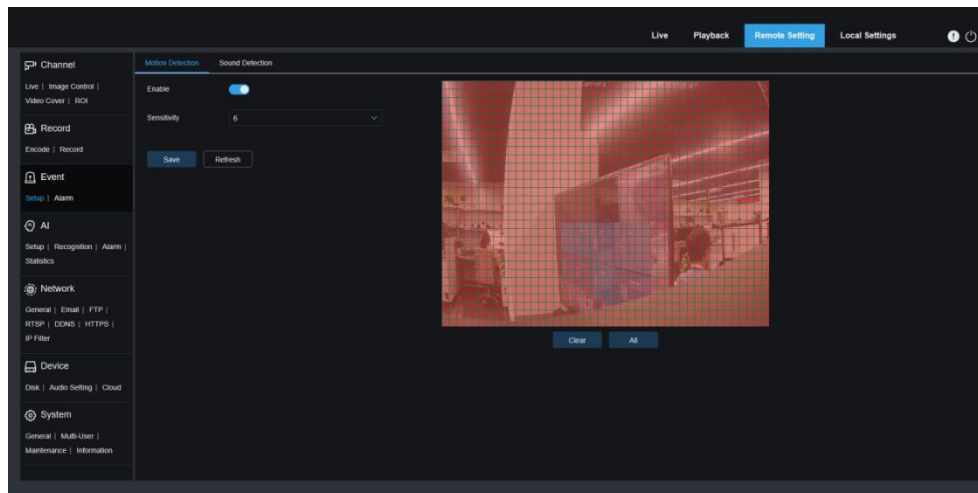 Live Playback Remote Setting Local Settings
Channel
Live | Image Control |
Video Cover | ROI
Record
Encode | Record
Event
Setup | Alarm
AI
Setup | Recognition | Alarm |
Statistics
Network
General | Email | FTP |
RTSP | DDNS | HTTPS |
IP Filter
Device
Disk | Audio Setting | Cloud
System
General | Multi-User |
Maintenance | Information
Motion Detection Sound Detection
Enable
Sensitivity 6
Save Refresh
Camera
Clear All